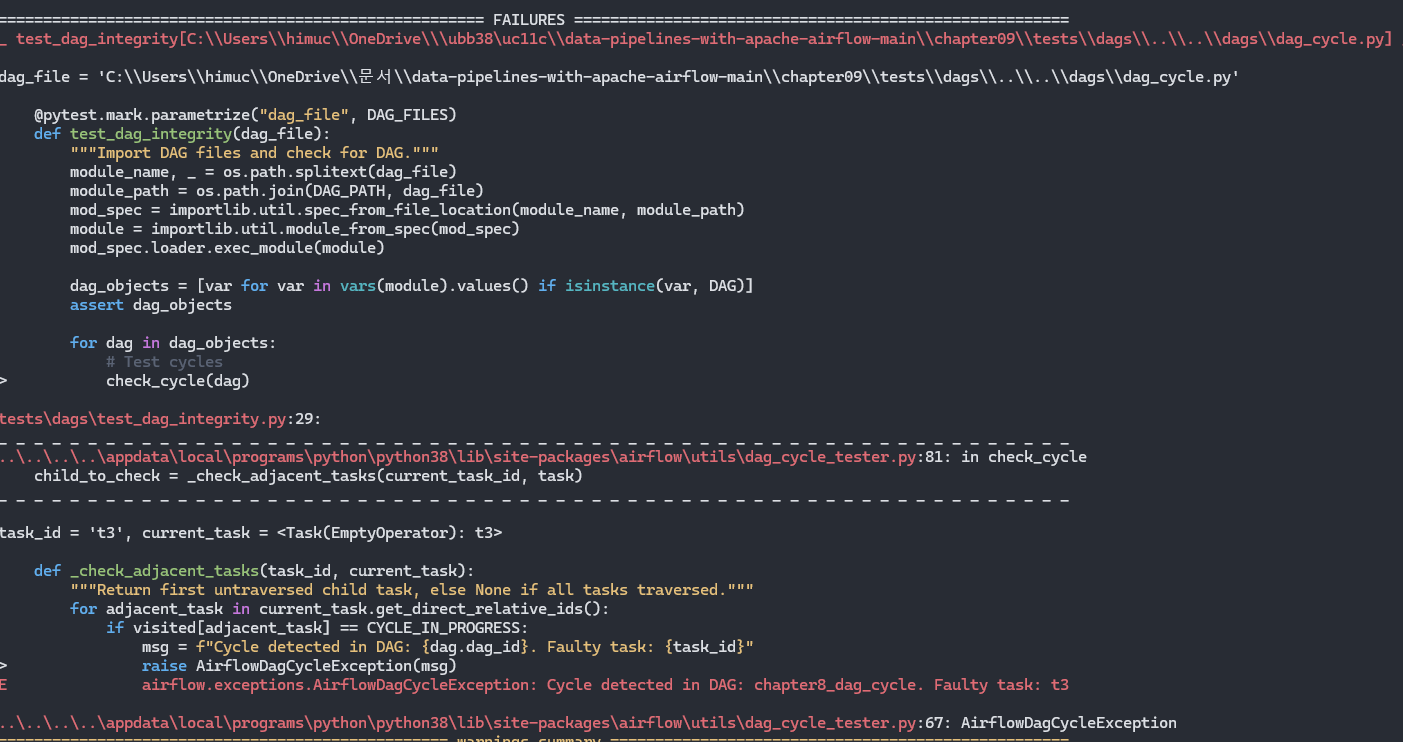 ====================================================== FAILURES =======================================================
_ test_dag_integrity[C:\\Users\\himuc\\OneDrive\\\ubb38\uc11c\\data-pipelines-with-apache-airflow-main\\chapter09\\tests\\dags\\..\\..\\dags\\dag_cycle.py] _
dag_file = 'C:\\Users\\himuc\\OneDrive\\문서\\data-pipelines-with-apache-airflow-main\\chapter09\\tests\\dags\\..\\..\\dags\\dag_cycle.py'
    @pytest.mark.parametrize("dag_file", DAG_FILES)
    def test_dag_integrity(dag_file):
        """Import DAG files and check for DAG."""
        module_name, _ = os.path.splitext(dag_file)
        module_path = os.path.join(DAG_PATH, dag_file)
        mod_spec = importlib.util.spec_from_file_location(module_name, module_path)
        module = importlib.util.module_from_spec(mod_spec)
        mod_spec.loader.exec_module(module)
        dag_objects = [var for var in vars(module).values() if isinstance(var, DAG)]
        assert dag_objects
        for dag in dag_objects:
            # Test cycles
>           check_cycle(dag)
tests\dags\test_dag_integrity.py:29:
_ _ _ _ _ _ _ _ _ _ _ _ _ _ _ _ _ _ _ _ _ _ _ _ _ _ _ _ _ _ _ _ _ _ _ _ _ _ _ _ _ _ _ _ _ _ _ _ _ _ _ _ _ _ _ _ _ _ _ _
..\..\..\..\appdata\local\programs\python\python38\lib\site-packages\airflow\utils\dag_cycle_tester.py:81: in check_cycle
    child_to_check = _check_adjacent_tasks(current_task_id, task)
_ _ _ _ _ _ _ _ _ _ _ _ _ _ _ _ _ _ _ _ _ _ _ _ _ _ _ _ _ _ _ _ _ _ _ _ _ _ _ _ _ _ _ _ _ _ _ _ _ _ _ _ _ _ _ _ _ _ _ _
task_id = 't3', current_task = <Task(EmptyOperator): t3>
    def _check_adjacent_tasks(task_id, current_task):
        """Return first untraversed child task, else None if all tasks traversed."""
        for adjacent_task in current_task.get_direct_relative_ids():
            if visited[adjacent_task] == CYCLE_IN_PROGRESS:
                msg = f"Cycle detected in DAG: {dag.dag_id}. Faulty task: {task_id}"
>               raise AirflowDagCycleException(msg)
E               airflow.exceptions.AirflowDagCycleException: Cycle detected in DAG: chapter8_dag_cycle. Faulty task: t3
..\..\..\..\appdata\local\programs\python\python38\lib\site-packages\airflow\utils\dag_cycle_tester.py:67: AirflowDagCycleException
================================================== warnings summary ===================================================